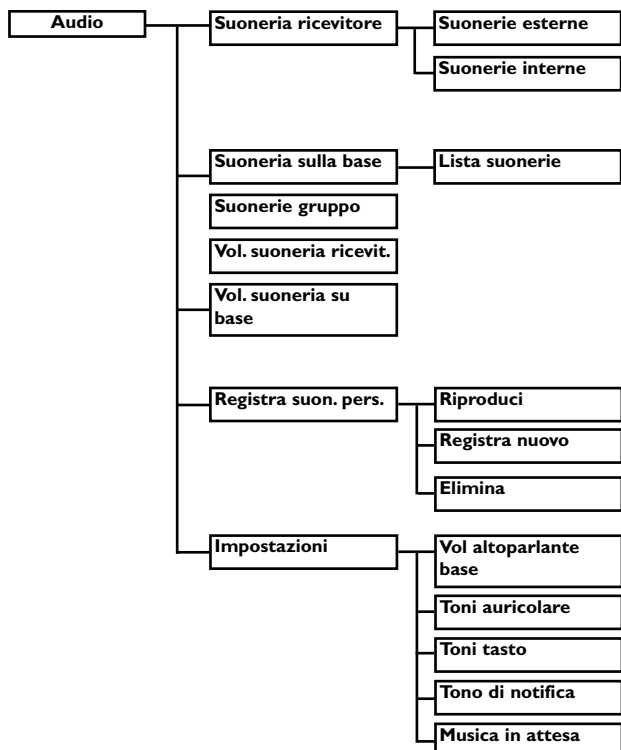 Audio
Suoneria ricevitore
Suonerie esterne
Suonerie interne
Suoneria sulla base
Lista suonerie
Suonerie gruppo
Vol. suoneria ricevit.
Vol. suoneria su
base
Registra suon. pers.
Riproduci
Registra nuovo
Elimina
Impostazioni
Vol altoparlante
base
Toni auricolare
Toni tasto
Tono di notifica
Musica in attesa